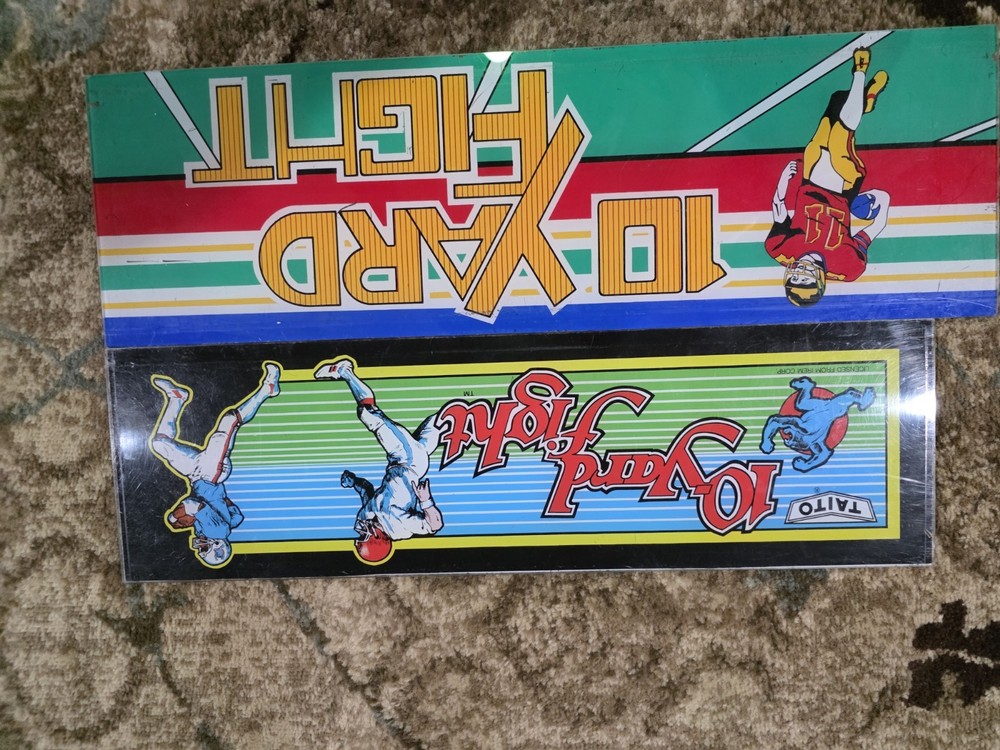 10 YARD
FIGHT
11
TAITO
®
10-Yard
fight
™
LICENSED FROM IREM CORP.